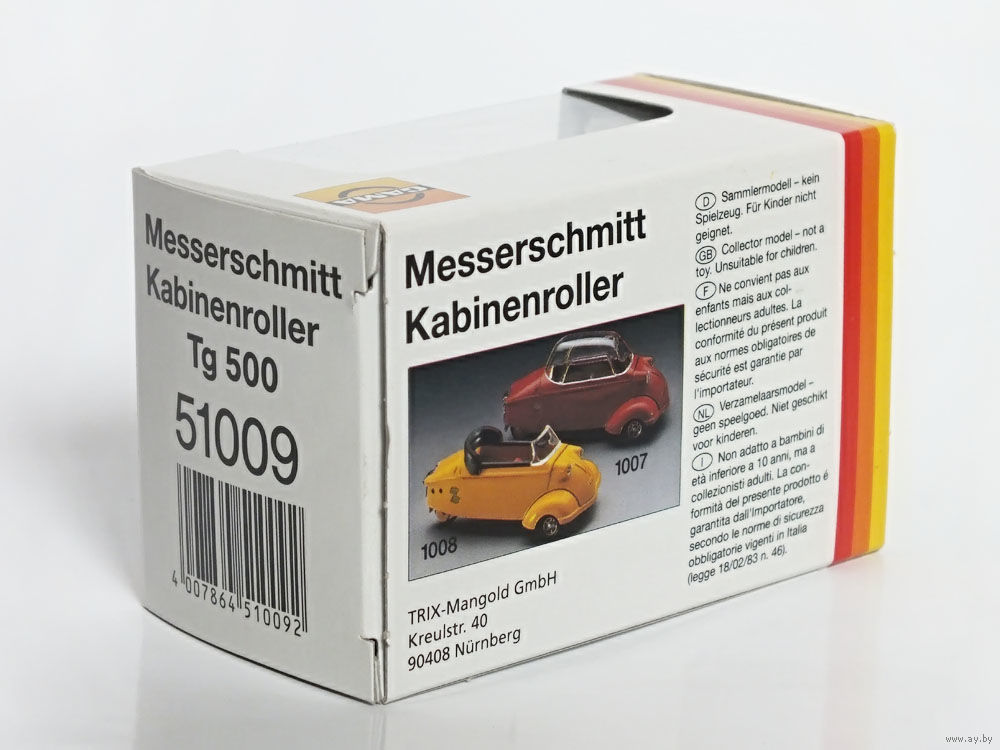 GAMA
Messerschmitt
Kabinenroller
Tg 500
51009
4 007864 510092
Messerschmitt
Kabinenroller
1007
1008
TRIX-Mangold GmbH
Kreulstr. 40
90408 Nürnberg
D Sammlermodell – kein
Spielzeug. Für Kinder nicht
geignet.
GB Collector model – not a
toy. Unsuitable for children.
F Ne convient pas aux
enfants mais aux col-
lectionneurs adultes. La
conformité du présent produit
aux normes obligatoires de
sécurité est garantie par
l'importateur.
NL Verzamelaarsmodel –
geen speelgoed. Niet geschikt
voor kinderen.
I Non adatto a bambini di
età inferiore a 10 anni, ma a
collezionisti adulti. La con-
formità del presente prodotto é
garantita dall'Importatore,
secondo le norme di sicurezza
obbligatorie vigenti in Italia
(legge 18/02/83 n. 46).
www.ay.by